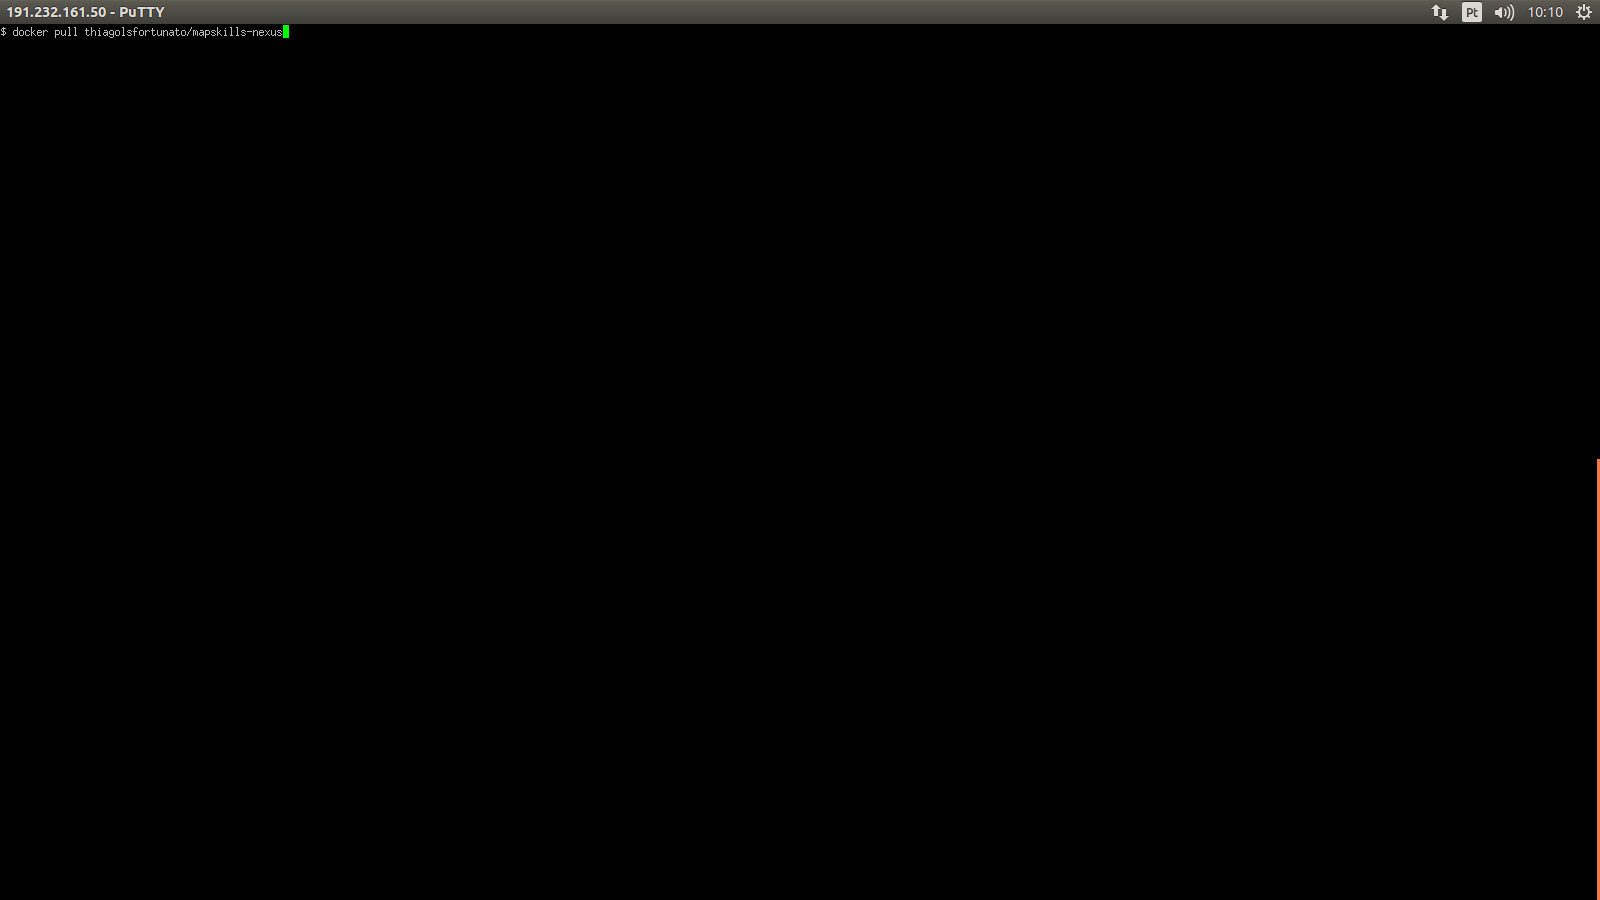 191.232.161.50 - PuTTY
Pt
10:10
$ docker pull thiagolsfortunato/mapskills-nexus